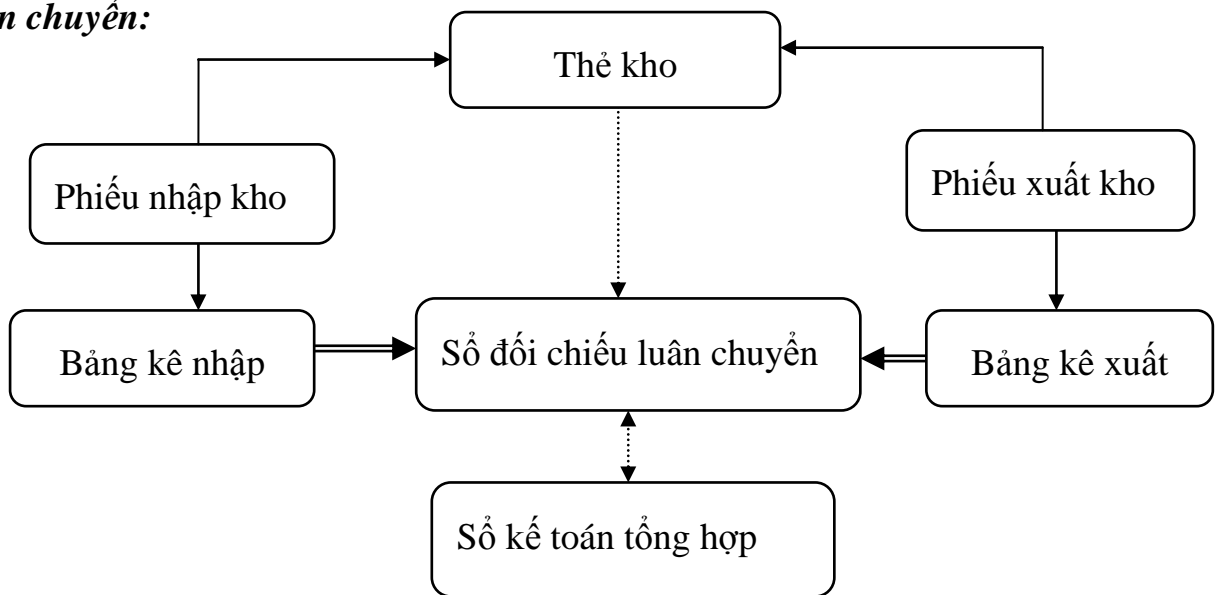 n chuyển:
Thẻ kho
Phiếu nhập kho
Phiếu xuất kho
Bảng kê nhập
Sổ đối chiếu luân chuyển
Bảng kê xuất
Sổ kế toán tổng hợp